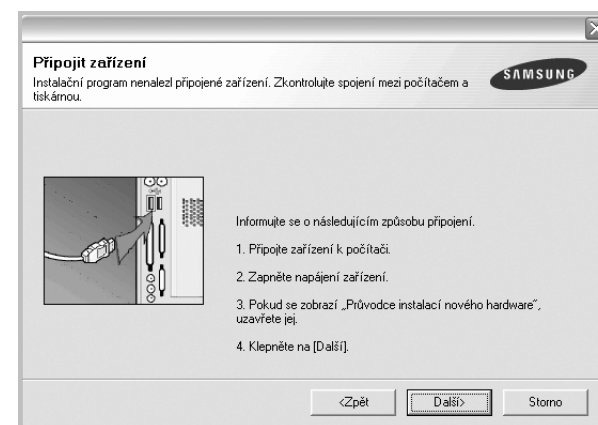 Připojit zařízení
Instalační program nenalezl připojené zařízení. Zkontrolujte spojení mezi počítačem a
tiskárnou.
SAMSUNG
Informujte se o následujícím způsobu připojení.
1. Připojte zařízení k počítači.
2. Zapněte napájení zařízení.
3. Pokud se zobrazí „Průvodce instalací nového hardware“,
uzavřete jej.
4. Klepněte na [Další].
<Zpět
Další>
Storno